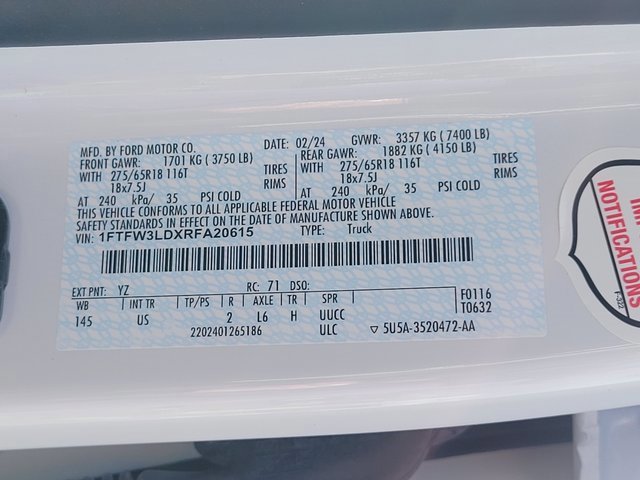 MFD. BY FORD MOTOR CO. DATE: 02/24 GVWR: 3357 KG ( 7400 LB)
FRONT GAWR: 1701 KG ( 3750 LB) REAR GAWR: 1882 KG ( 4150 LB)
WITH 275/65R18 116T TIRES WITH 275/65R18 116T TIRES
18x7.5J RIMS 18x7.5J RIMS
AT 240 kPa/ 35 PSI COLD AT 240 kPa/ 35 PSI COLD
THIS VEHICLE CONFORMS TO ALL APPLICABLE FEDERAL MOTOR VEHICLE
SAFETY STANDARDS IN EFFECT ON THE DATE OF MANUFACTURE SHOWN ABOVE.
VIN: 1FTFW3LDXRFA20615 TYPE: Truck
EXT PNT: YZ RC: 71 DSO:
WB INT TR TP/PS R AXLE TR SPR F0116
145 US 2 L6 H UUCC T0632
2202401265186 ULC ▽ 5U5A-3520472-AA
NOTIFICATIONS
F-322